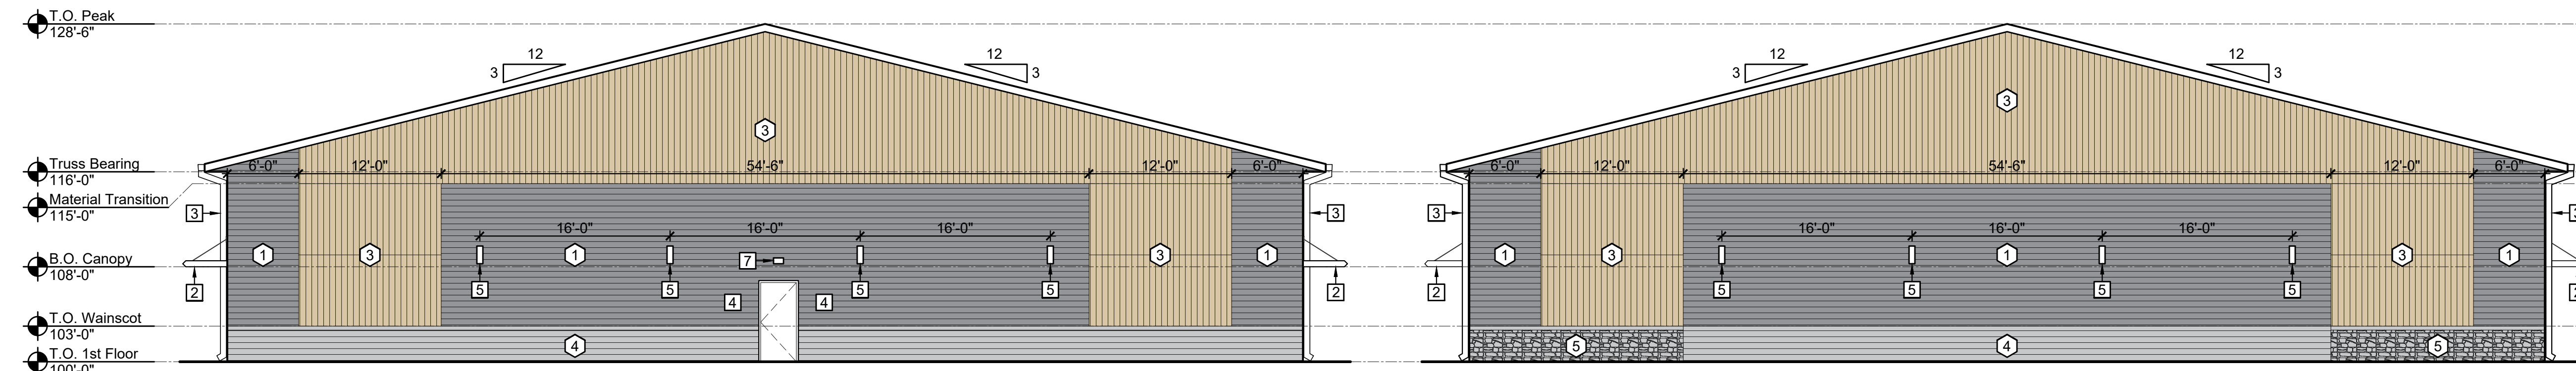 T.O. Peak
128'-6"
12 12 12 12
3 3 3 3
3 3
Truss Bearing
116'-0"
6'-0" 12'-0" 54'-6" 12'-0" 6'-0" 6'-0" 12'-0" 54'-6" 12'-0" 6'-0"
Material Transition
115'-0"
3 3 3
16'-0" 16'-0" 16'-0" 16'-0" 16'-0" 16'-0"
1 3 1 7 3 1 1 3 1 3 1
B.O. Canopy
108'-0"
2 5 5 5 5 2 2 5 5 5 5
4 4
T.O. Wainscot
103'-0"
4 5 4 5
T.O. 1st Floor
100'-0"